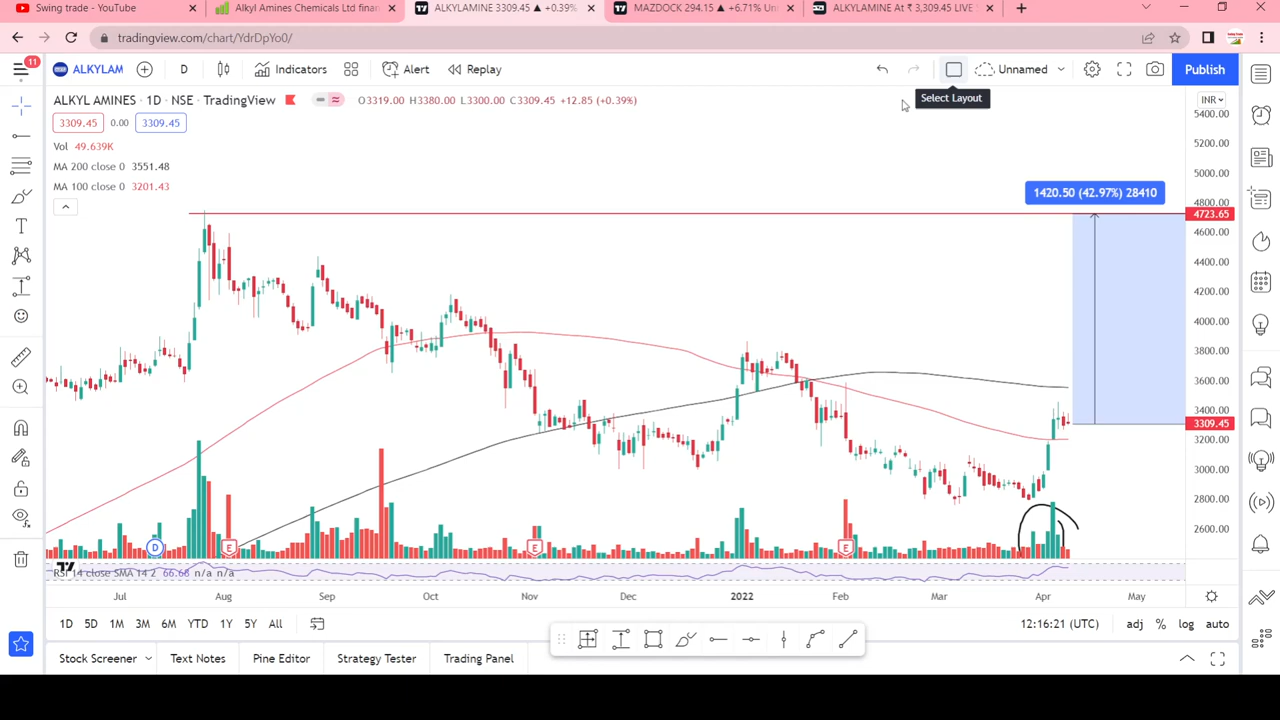 Swing trade - YouTube
Alkyl Amines Chemicals Ltd finan
ALKYLAMINE 3309.45 ▲ +0.39%
MAZDOCK 294.15 ▲ +6.71% Un
ALKYLAMINE At ₹ 3,309.45 LIVE
tradingview.com/chart/YdrDpYo0/
11
ALKYLAM
D
Indicators
Alert
Replay
Unnamed
Publish
Select Layout
ALKYL AMINES · 1D · NSE · TradingView
O3319.00 H3380.00 L3300.00 C3309.45 +12.85 (+0.39%)
INR
3309.45 0.00 3309.45
Vol 49.639K
MA 200 close 0 3551.48
MA 100 close 0 3201.43
1420.50 (42.97%) 28410
5400.00
5200.00
5000.00
4800.00
4723.65
4600.00
4400.00
4200.00
4000.00
3800.00
3600.00
3400.00
3309.45
3200.00
3000.00
2800.00
2600.00
D
E
E
E
RSI 14 close SMA 14 2 66.68 n/a n/a
Jul Aug Sep Oct Nov Dec 2022 Feb Mar Apr May
1D 5D 1M 3M 6M YTD 1Y 5Y All
12:16:21 (UTC)
adj % log auto
Stock Screener
Text Notes
Pine Editor
Strategy Tester
Trading Panel